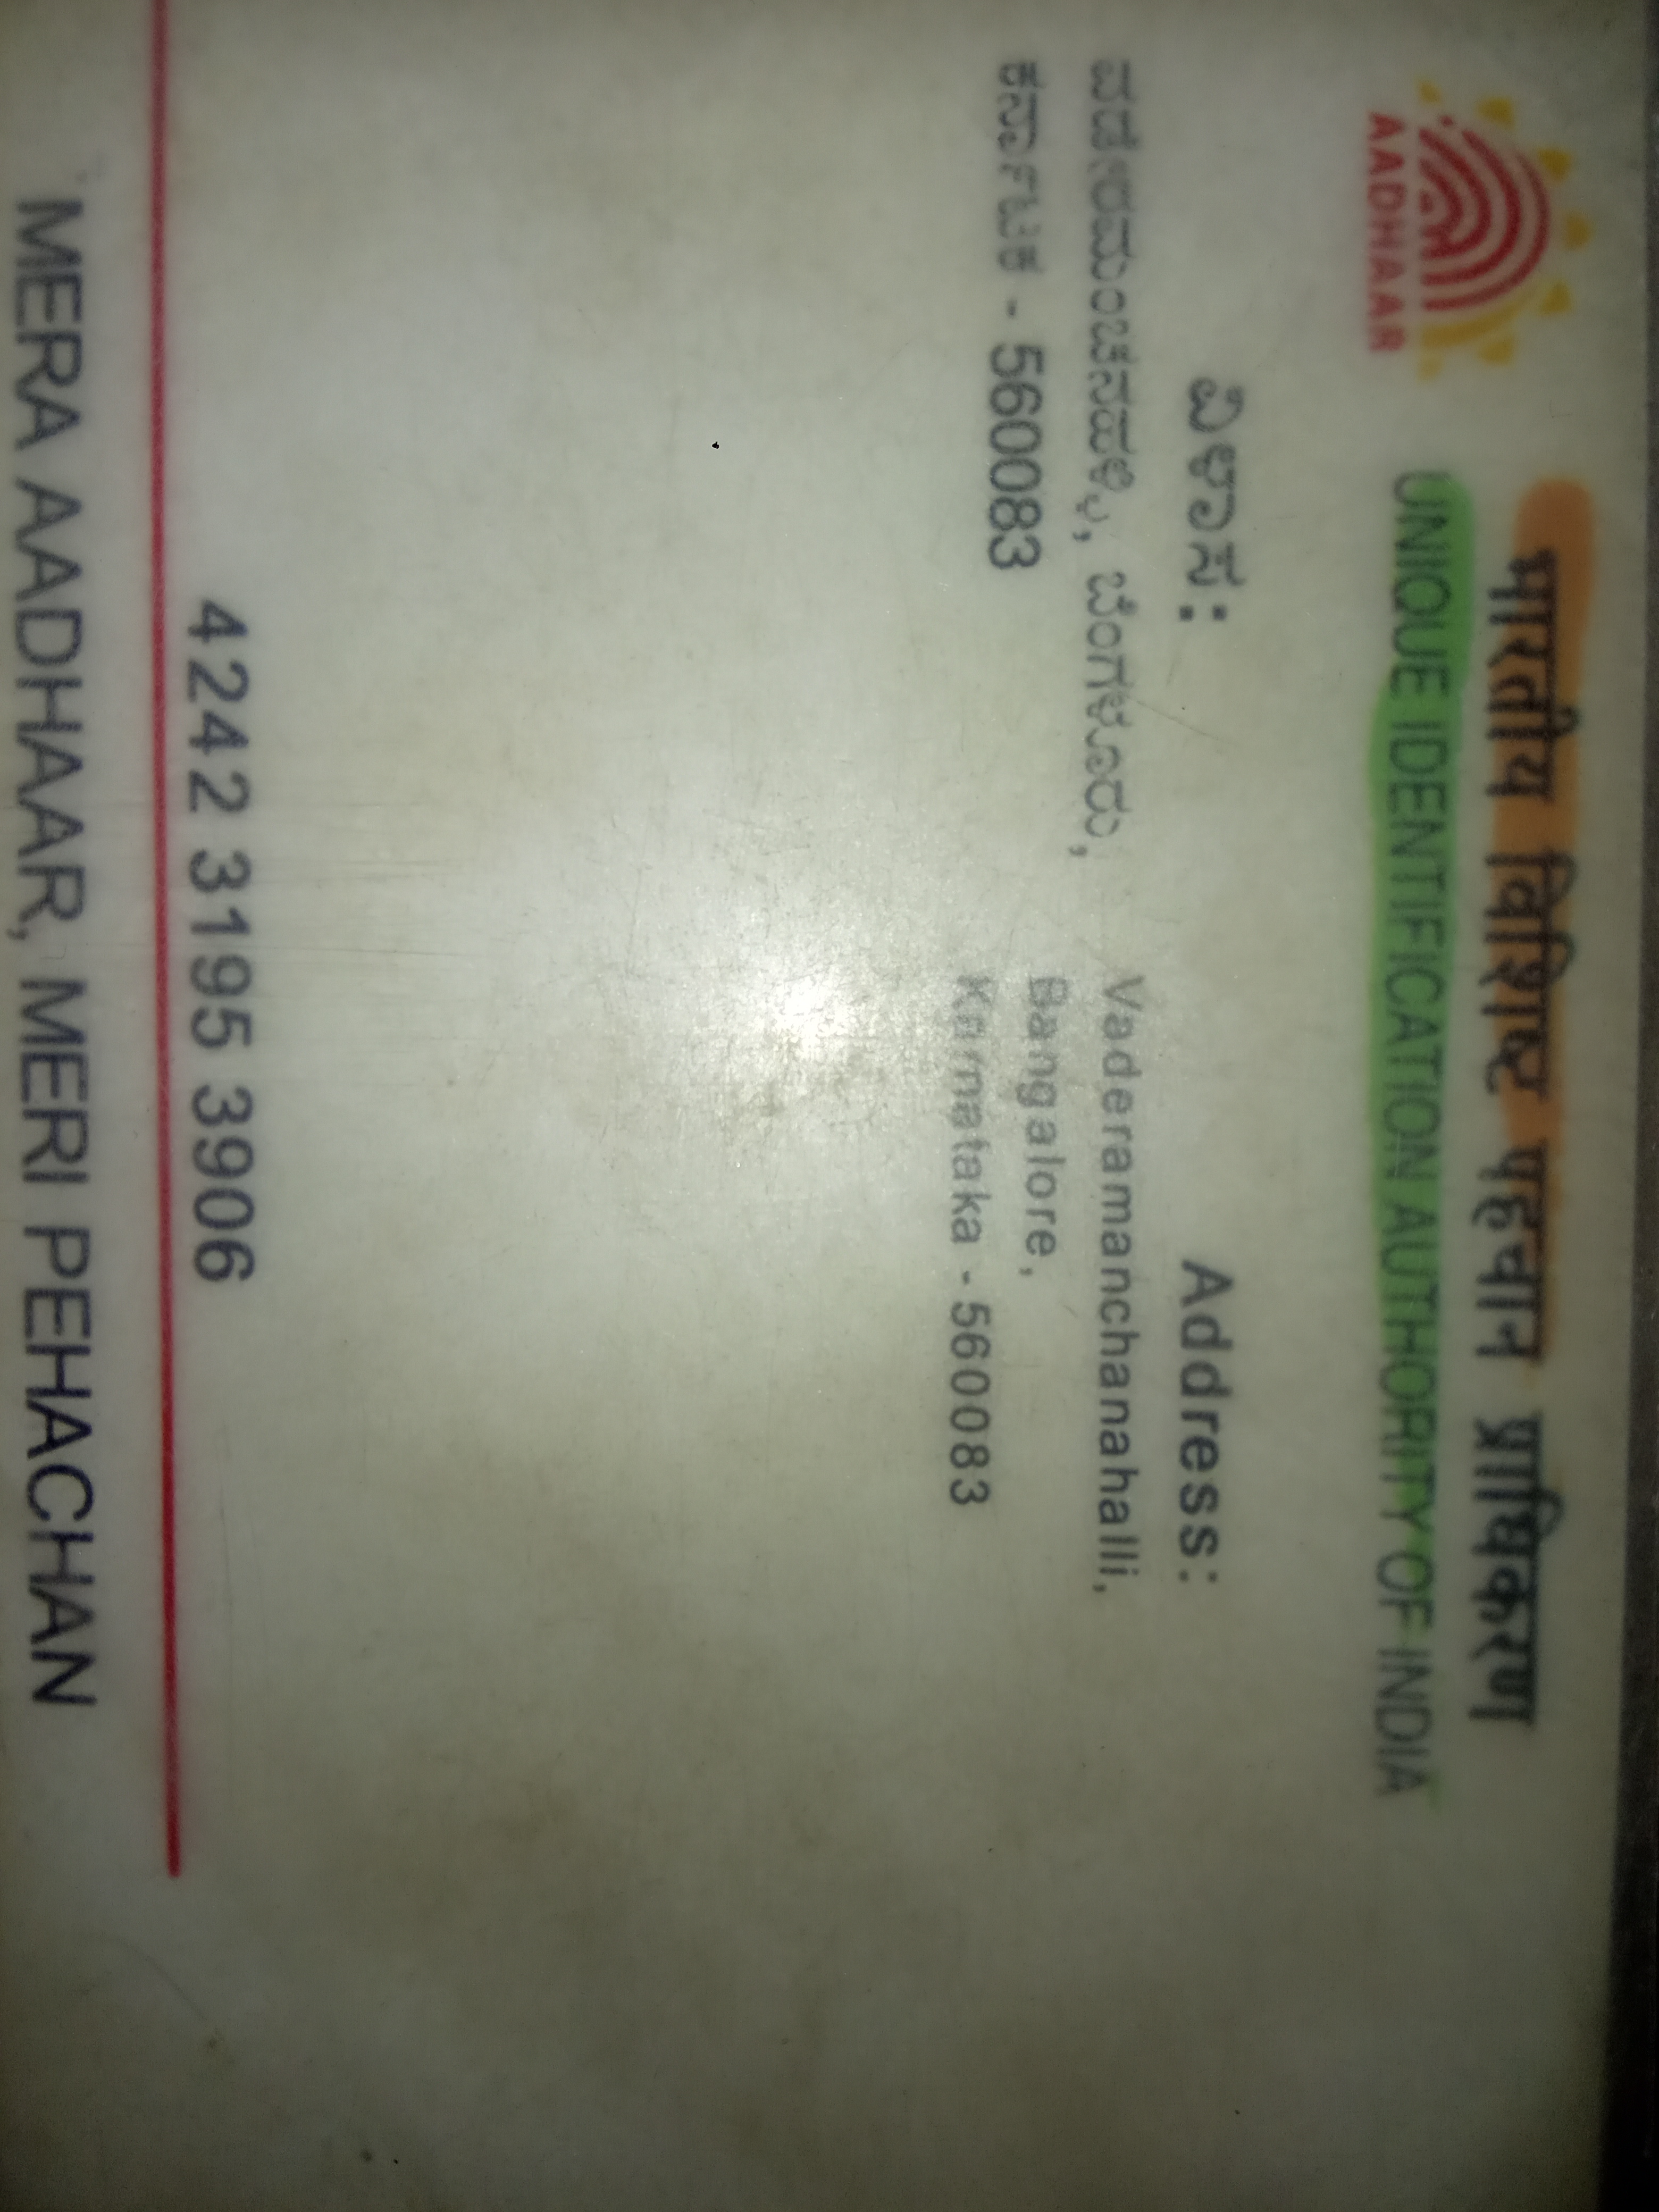 भारतीय विशिष्ट पहचान प्राधिकरण
UNIQUE IDENTIFICATION AUTHORITY OF INDIA
AADHAAR
ವಿಳಾಸ:
ವಡೇರಮಂಚನಹಳ್ಳಿ, ಬೆಂಗಳೂರು,
ಕರ್ನಾಟಕ - 560083
Address:
Vaderamanchanahalli,
Bangalore,
Karnataka - 560083
4242 3195 3906
MERA AADHAAR, MERI PEHACHAN